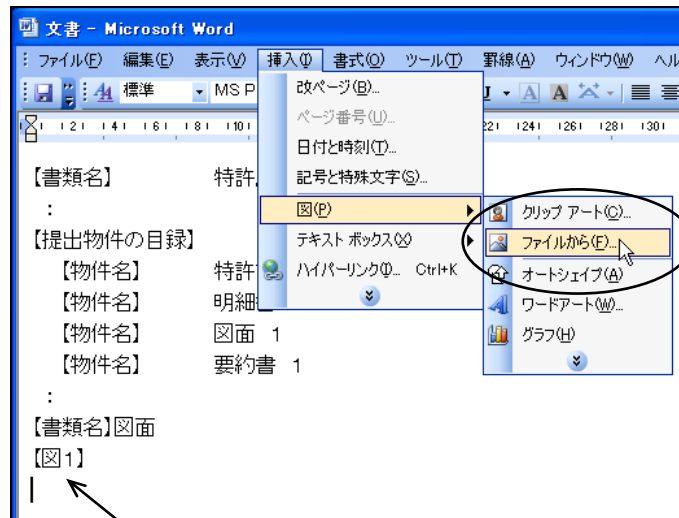 文書 - Microsoft Word
ファイル(F) 編集(E) 表示(V) 挿入(I) 書式(O) ツール(T) 罫線(A) ウィンドウ(W) ヘル
標準 MS P
改ページ(B)...
ページ番号(U)...
日付と時刻(T)...
記号と特殊文字(S)...
図(P)
テキスト ボックス(X)
ハイパーリンク(I)... Ctrl+K
クリップ アート(C)...
ファイルから(F)...
オートシェイプ(A)
ワードアート(W)...
グラフ(H)
【書類名】 特許
:
【提出物件の目録】
【物件名】 特許
【物件名】 明細
【物件名】 図面 1
【物件名】 要約書 1
:
【書類名】図面
【図1】